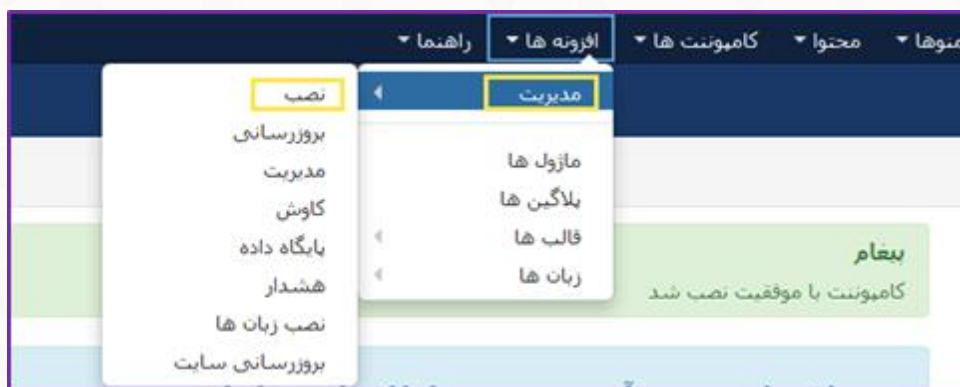 منوها محتوا کامپوننت ها افزونه ها راهنما
مدیریت
ماژول ها
پلاگین ها
قالب ها
زبان ها
نصب
بروزرسانی
مدیریت
کاوش
پایگاه داده
هشدار
نصب زبان ها
بروزرسانی سایت
پیغام
کامپوننت با موفقیت نصب شد